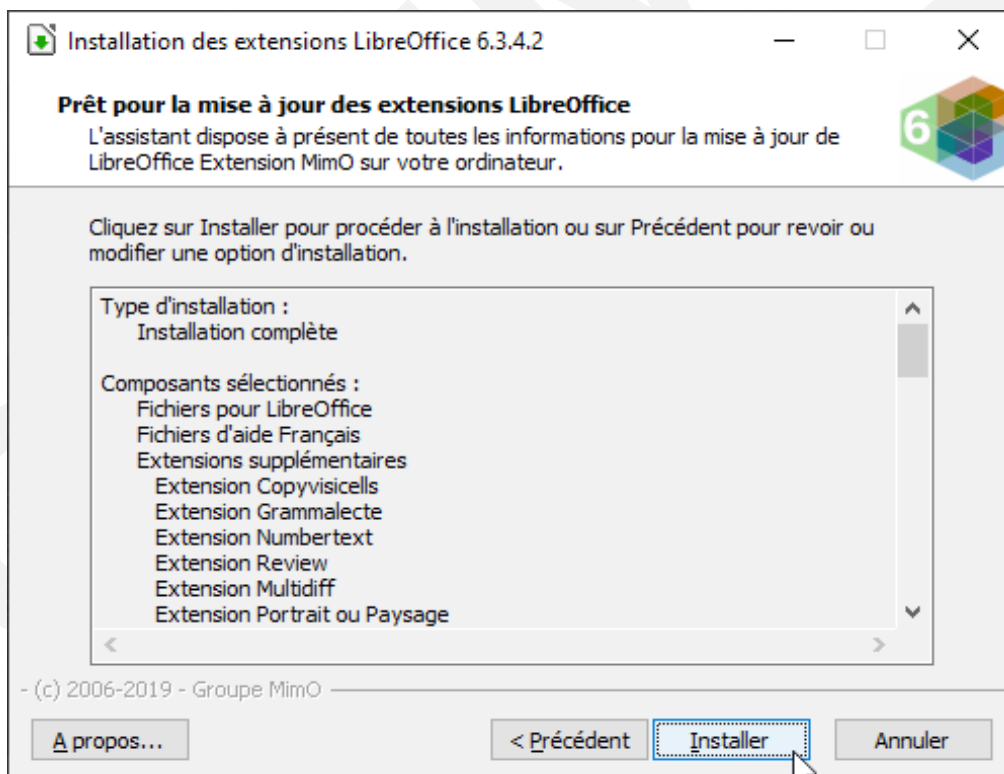 Installation des extensions LibreOffice 6.3.4.2
Prêt pour la mise à jour des extensions LibreOffice
L'assistant dispose à présent de toutes les informations pour la mise à jour de
LibreOffice Extension MimO sur votre ordinateur.
6
Cliquez sur Installer pour procéder à l'installation ou sur Précédent pour revoir ou
modifier une option d'installation.
Type d'installation :
Installation complète
Composants sélectionnés :
Fichiers pour LibreOffice
Fichiers d'aide Français
Extensions supplémentaires
Extension Copyvisicells
Extension Grammalecte
Extension Numbertext
Extension Review
Extension Multidiff
Extension Portrait ou Paysage
- (c) 2006-2019 - Groupe MimO
A propos... < Précédent Installer Annuler